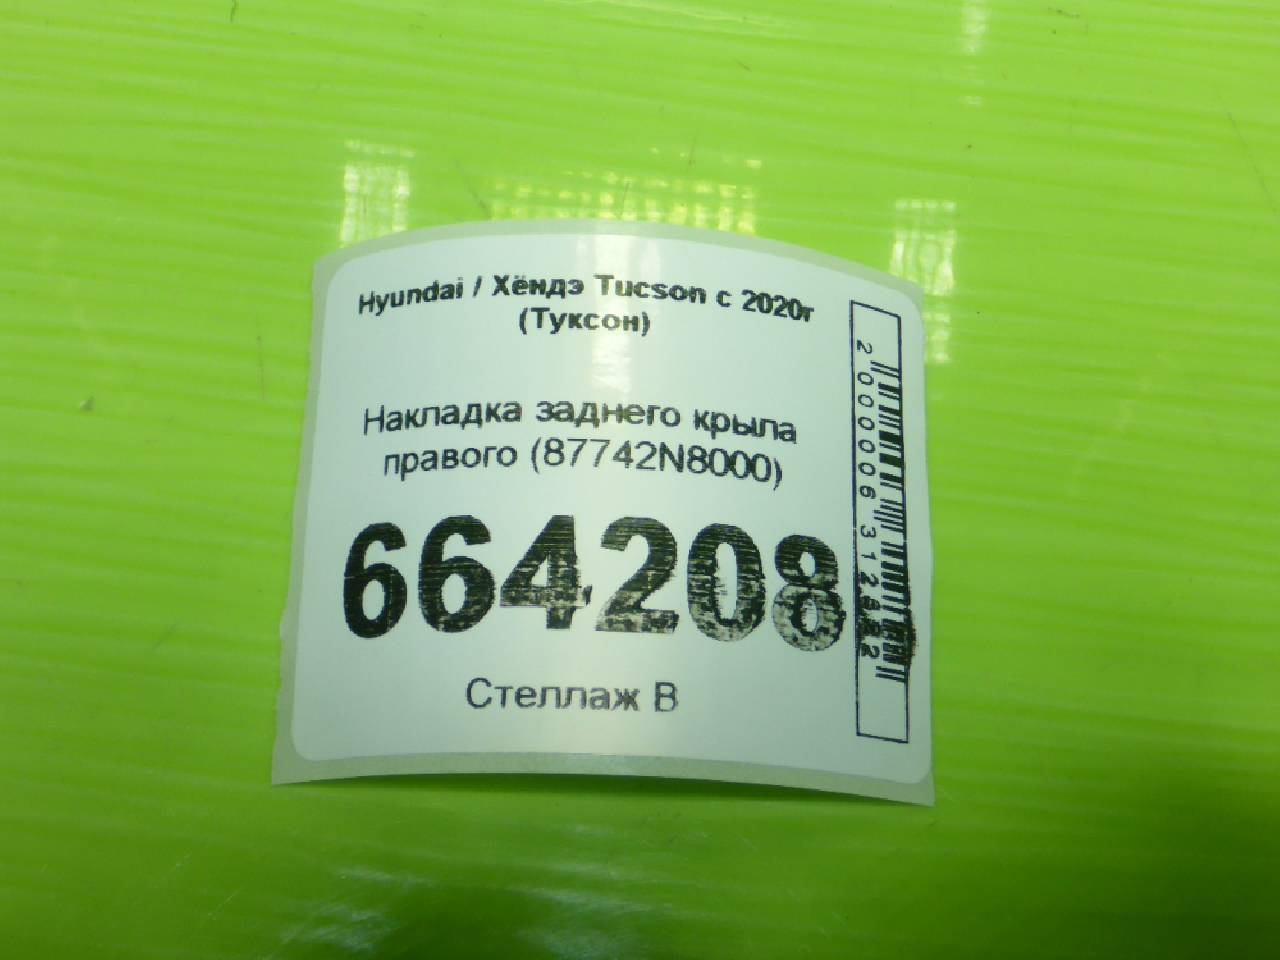 Hyundai / Хёндэ Tucson с 2020г
(Туксон)
Накладка заднего крыла
правого (87742N8000)
664208
Стеллаж В